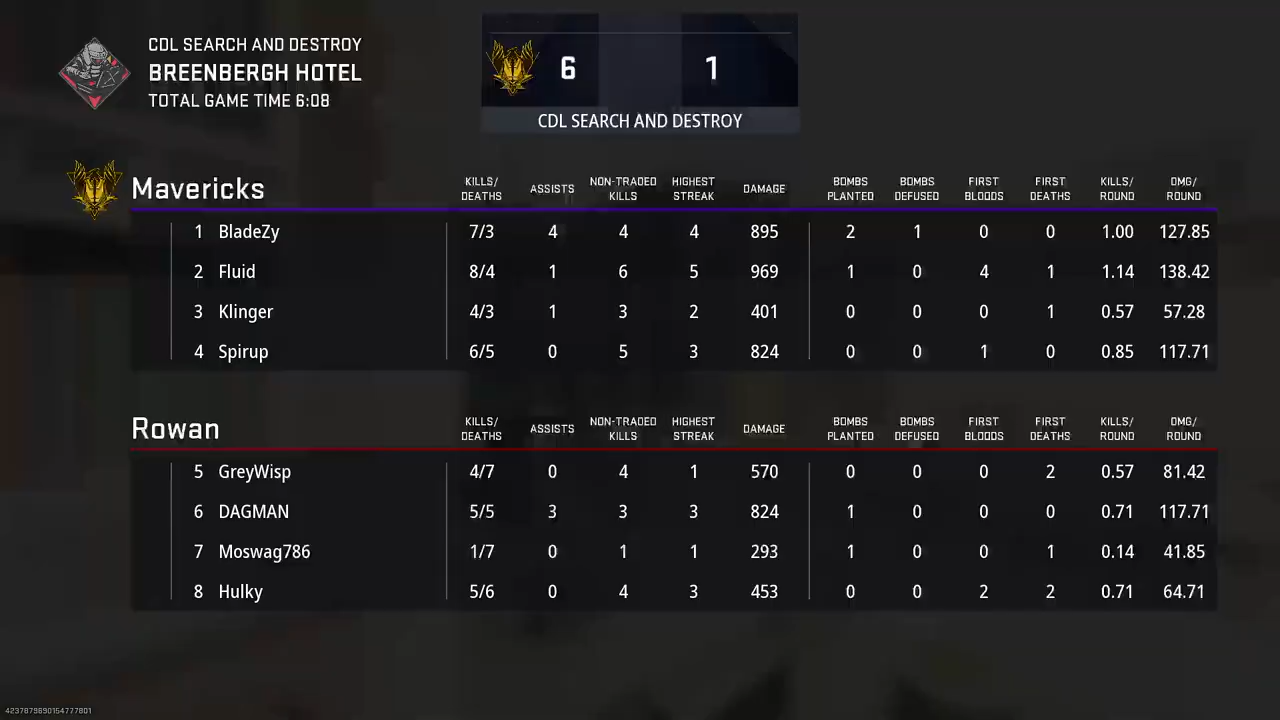 CDL SEARCH AND DESTROY
BREENBERGH HOTEL
TOTAL GAME TIME 6:08
6 1
CDL SEARCH AND DESTROY
Mavericks KILLS/DEATHS ASSISTS NON-TRADED KILLS HIGHEST STREAK DAMAGE BOMBS PLANTED BOMBS DEFUSED FIRST BLOODS FIRST DEATHS KILLS/ROUND DMG/ROUND
1 BladeZy 7/3 4 4 4 895 2 1 0 0 1.00 127.85
2 Fluid 8/4 1 6 5 969 1 0 4 1 1.14 138.42
3 Klinger 4/3 1 3 2 401 0 0 0 1 0.57 57.28
4 Spirup 6/5 0 5 3 824 0 0 1 0 0.85 117.71
Rowan KILLS/DEATHS ASSISTS NON-TRADED KILLS HIGHEST STREAK DAMAGE BOMBS PLANTED BOMBS DEFUSED FIRST BLOODS FIRST DEATHS KILLS/ROUND DMG/ROUND
5 GreyWisp 4/7 0 4 1 570 0 0 0 2 0.57 81.42
6 DAGMAN 5/5 3 3 3 824 1 0 0 0 0.71 117.71
7 Moswag786 1/7 0 1 1 293 1 0 0 1 0.14 41.85
8 Hulky 5/6 0 4 3 453 0 0 2 2 0.71 64.71